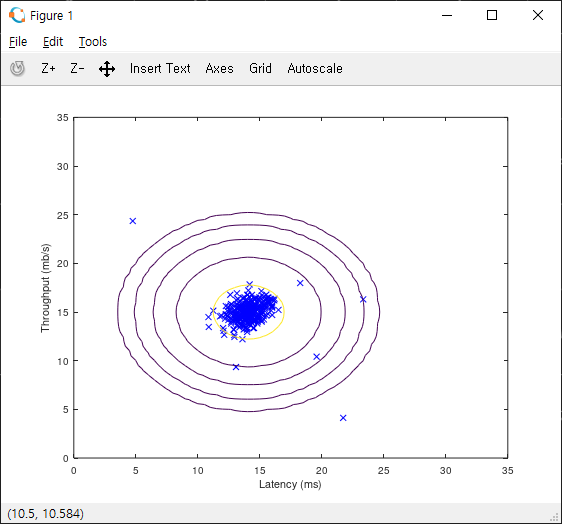 Figure 1
File Edit Tools
Z+ Z- Insert Text Axes Grid Autoscale
35
30
25
20
15
10
5
0
Throughput (mb/s)
0 5 10 15 20 25 30 35
Latency (ms)
(10.5, 10.584)